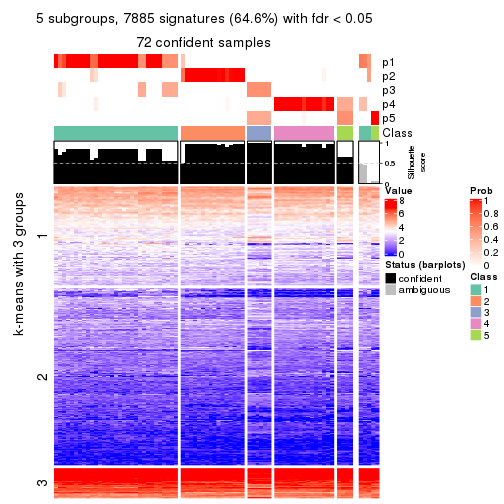 5 subgroups, 7885 signatures (64.6%) with fdr < 0.05
72 confident samples
p1
p2
p3
p4
p5
Class
1
0.5
0
Silhouette
score
k-means with 3 groups
1
2
3
Value
8
6
4
2
0
Status (barplots)
confident
ambiguous
Prob
1
0.8
0.6
0.4
0.2
0
Class
1
2
3
4
5